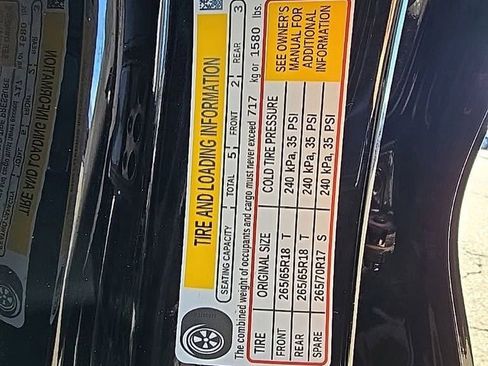 TIRE AND LOADING INFORMATION
SEATING CAPACITY TOTAL 5 FRONT 2 REAR 3
The combined weight of occupants and cargo must never exceed 717 kg or 1580 lbs.
TIRE ORIGINAL SIZE COLD TIRE PRESSURE
FRONT 265/65R18 T 240 kPa, 35 PSI
REAR 265/65R18 T 240 kPa, 35 PSI
SPARE 265/70R17 S 240 kPa, 35 PSI
SEE OWNER'S
MANUAL FOR
ADDITIONAL
INFORMATION